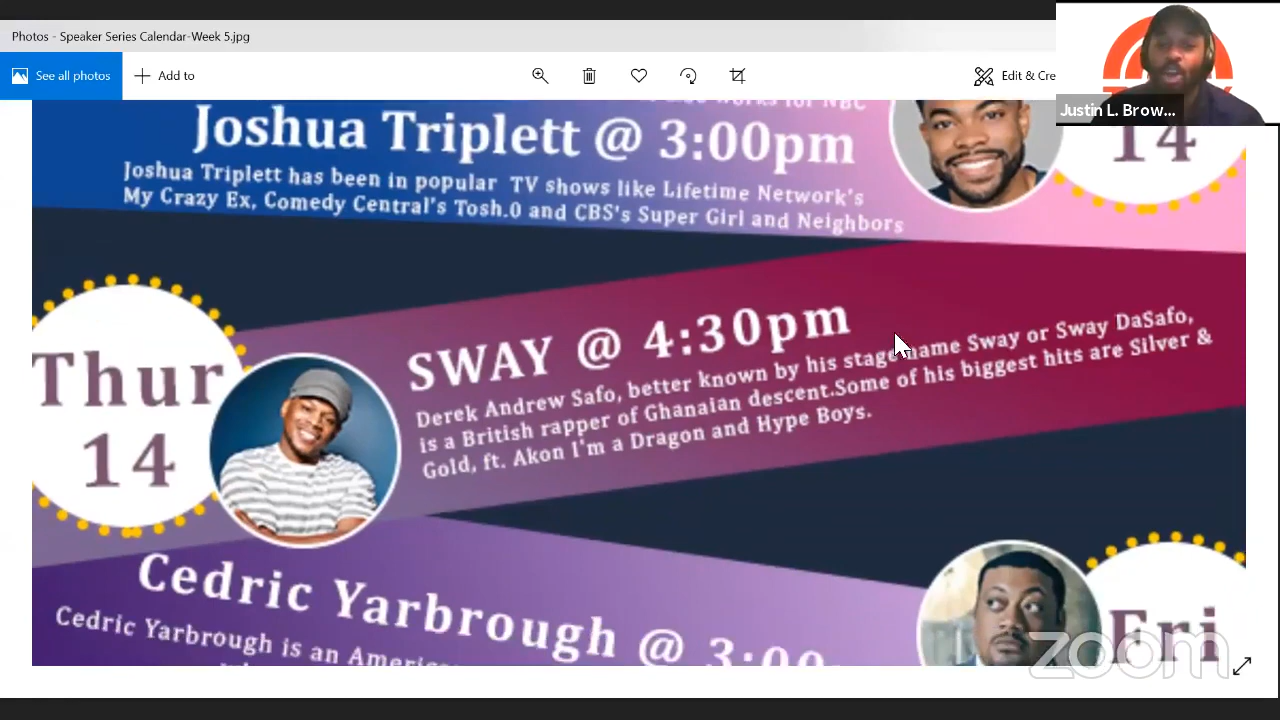 Photos - Speaker Series Calendar-Week 5.jpg
See all photos
Add to
Edit & Cre
Justin L. Brow...
works for NBC
Joshua Triplett @ 3:00pm
14
Joshua Triplett has been in popular TV shows like Lifetime Network's
My Crazy Ex, Comedy Central's Tosh.0 and CBS's Super Girl and Neighbors
Thur
14
SWAY @ 4:30pm
Derek Andrew Safo, better known by his stage name Sway or Sway DaSafo,
is a British rapper of Ghanaian descent.Some of his biggest hits are Silver &
Gold, ft. Akon I'm a Dragon and Hype Boys.
Cedric Yarbrough @ 3:00
Cedric Yarbrough is an America
Fri
zoom